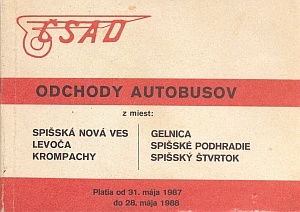 ČSAD
ODCHODY AUTOBUSOV
z miest:
SPIŠSKÁ NOVÁ VES
LEVOČA
KROMPACHY
GELNICA
SPIŠSKÉ PODHRADIE
SPIŠSKÝ ŠTVRTOK
Platia od 31. mája 1987
do 28. mája 1988